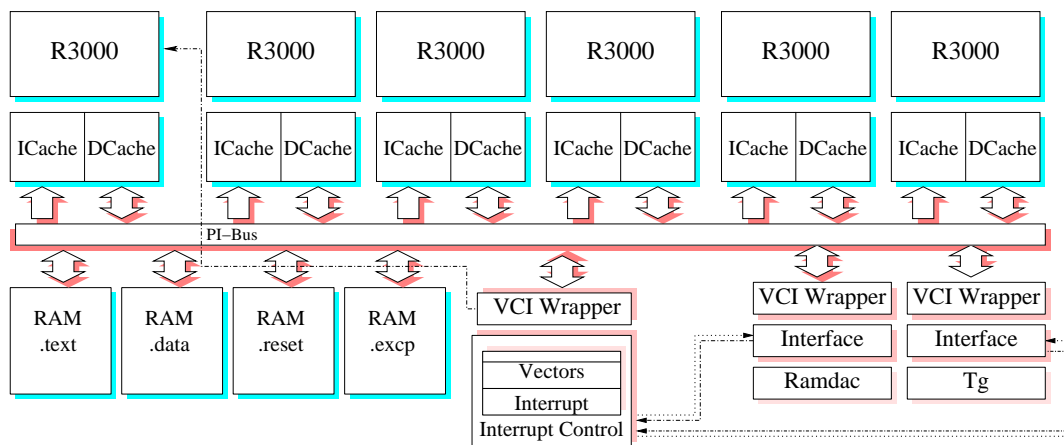 R3000 R3000 R3000 R3000 R3000 R3000
ICache DCache ICache DCache ICache DCache ICache DCache ICache DCache ICache DCache
PI–Bus
RAM .text
RAM .data
RAM .reset
RAM .excp
VCI Wrapper
Vectors
Interrupt
Interrupt Control
VCI Wrapper
Interface
Ramdac
VCI Wrapper
Interface
Tg